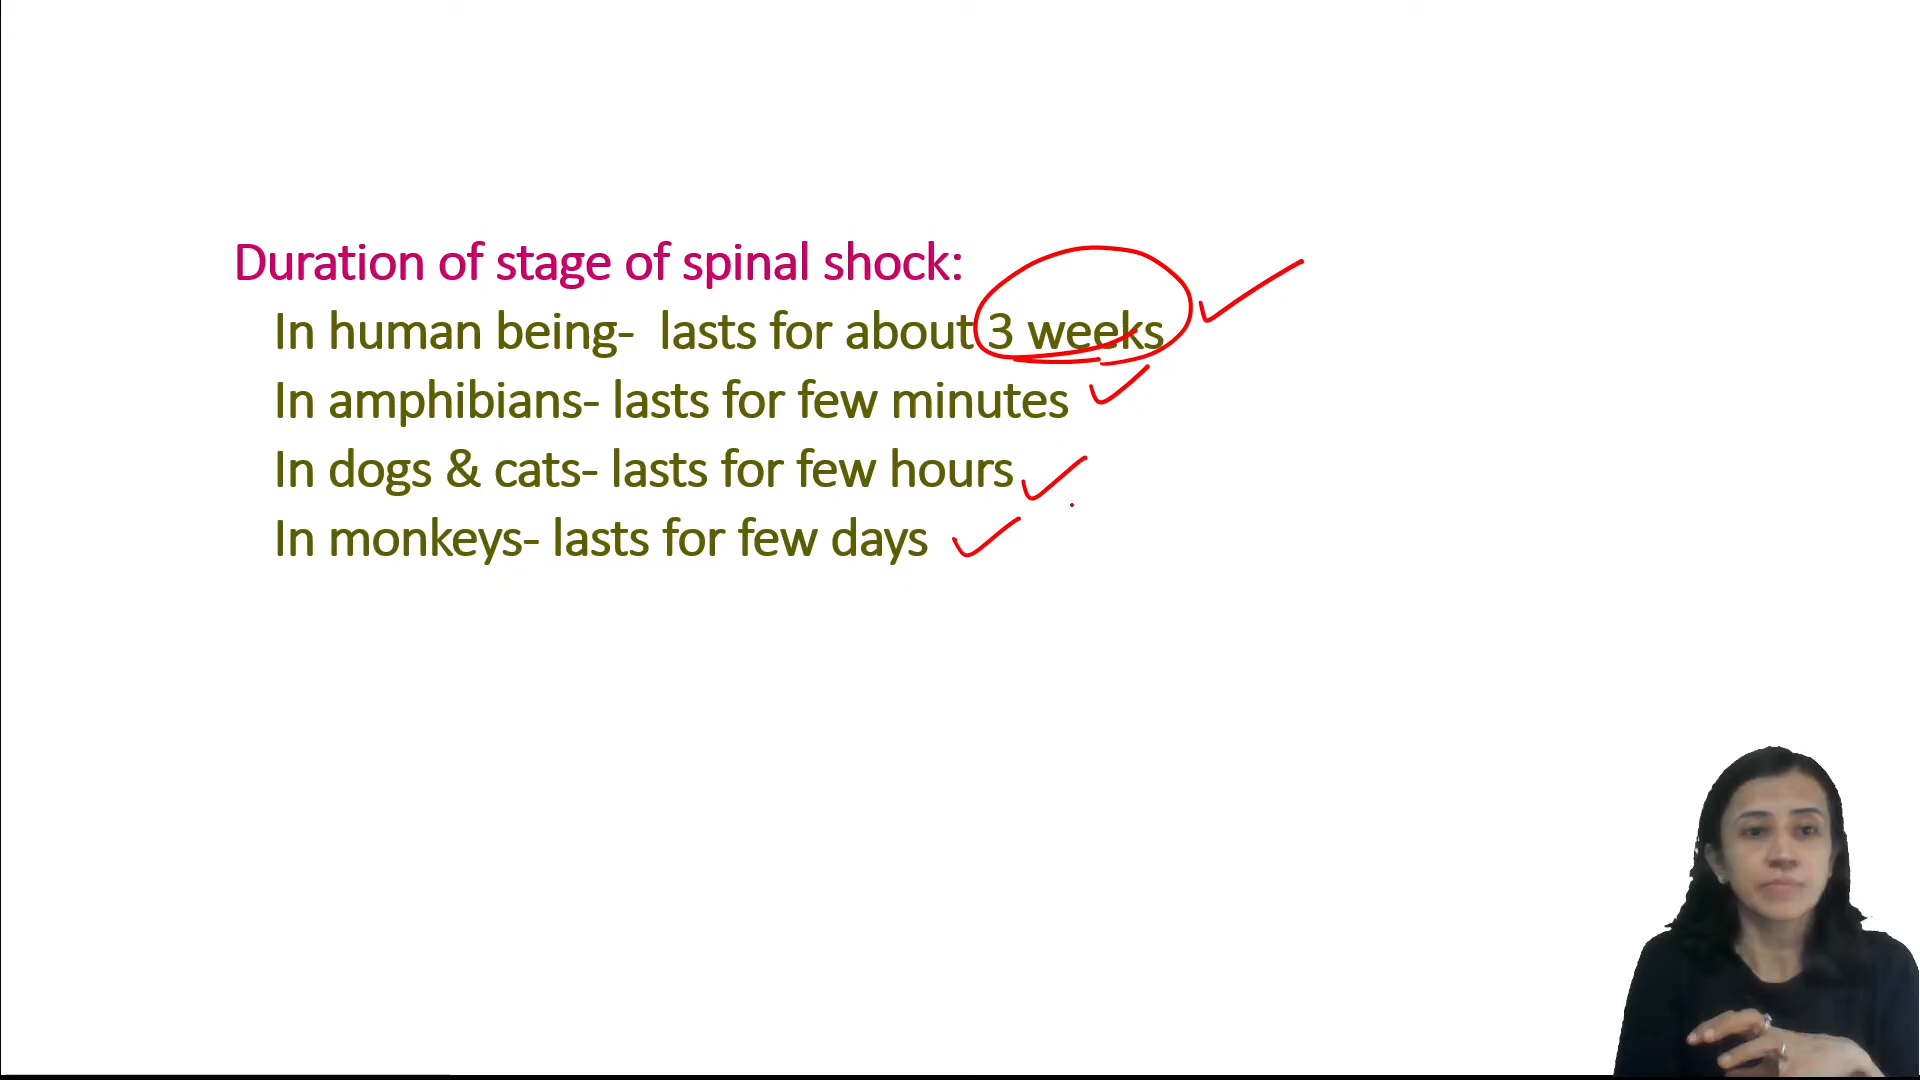 Duration of stage of spinal shock:
In human being- lasts for about 3 weeks
In amphibians- lasts for few minutes
In dogs & cats- lasts for few hours
In monkeys- lasts for few days